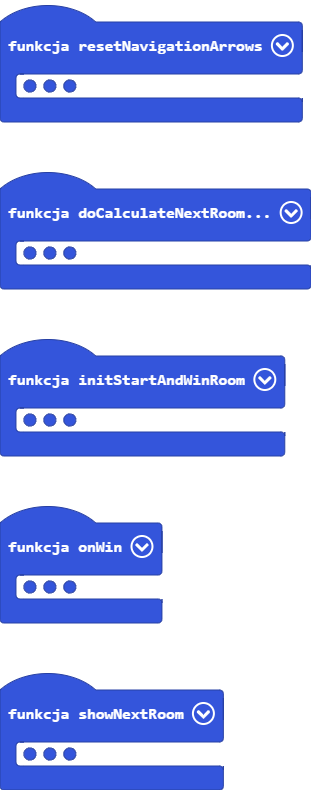 funkcja resetNavigationArrows
funkcja doCalculateNextRoom...
funkcja initStartAndWinRoom
funkcja onWin
funkcja showNextRoom